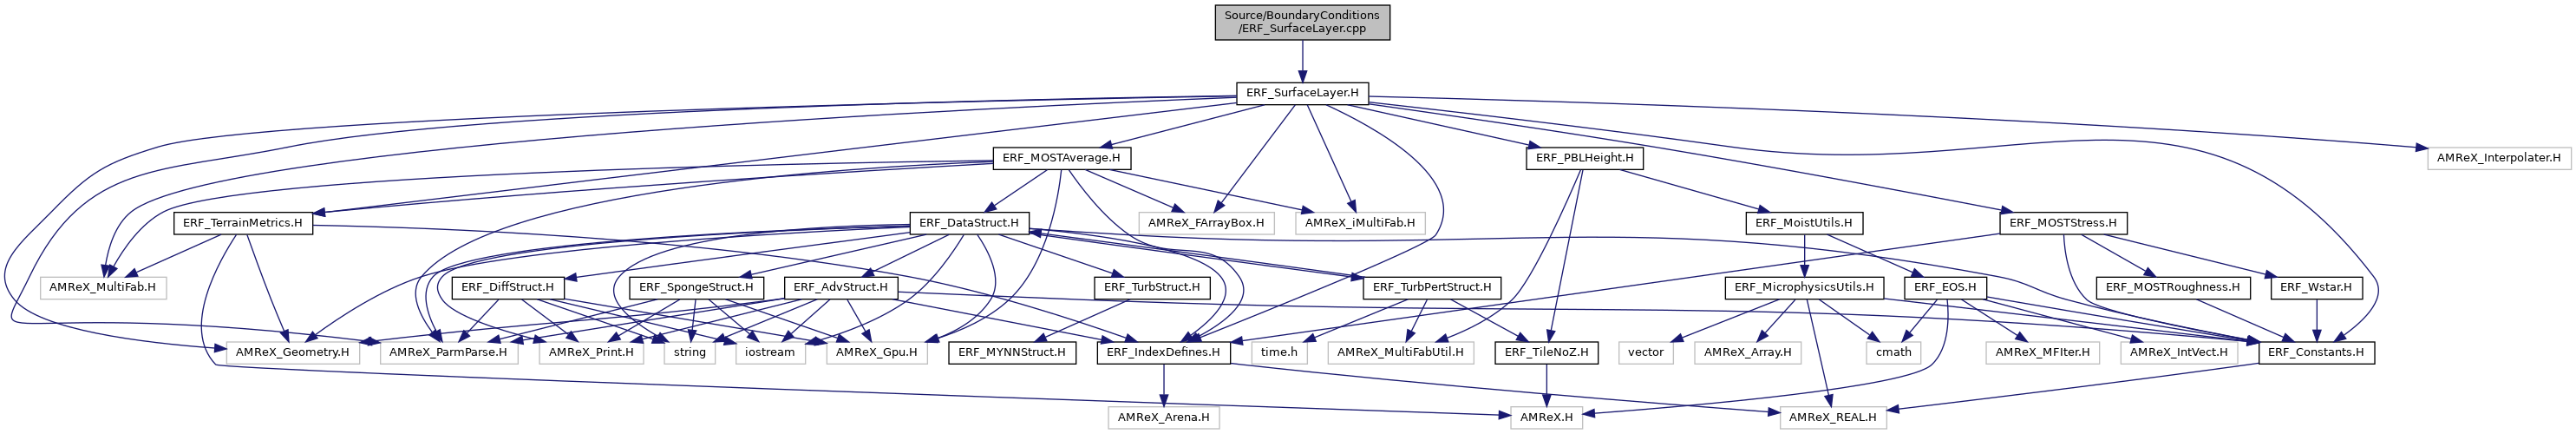 Source/BoundaryConditions
/ERF_SurfaceLayer.cpp
ERF_SurfaceLayer.H
ERF_MOSTAverage.H
ERF_PBLHeight.H
AMReX_Interpolater.H
ERF_TerrainMetrics.H
ERF_DataStruct.H
AMReX_FArrayBox.H
AMReX_iMultiFab.H
ERF_MoistUtils.H
ERF_MOSTStress.H
AMReX_MultiFab.H
ERF_DiffStruct.H
ERF_SpongeStruct.H
ERF_AdvStruct.H
ERF_TurbStruct.H
ERF_TurbPertStruct.H
ERF_MicrophysicsUtils.H
ERF_EOS.H
ERF_MOSTRoughness.H
ERF_Wstar.H
AMReX_Geometry.H
AMReX_ParmParse.H
AMReX_Print.H
string
iostream
AMReX_Gpu.H
ERF_MYNNStruct.H
ERF_IndexDefines.H
time.h
AMReX_MultiFabUtil.H
ERF_TileNoZ.H
vector
AMReX_Array.H
cmath
AMReX_MFIter.H
AMReX_IntVect.H
ERF_Constants.H
AMReX_Arena.H
AMReX.H
AMReX_REAL.H